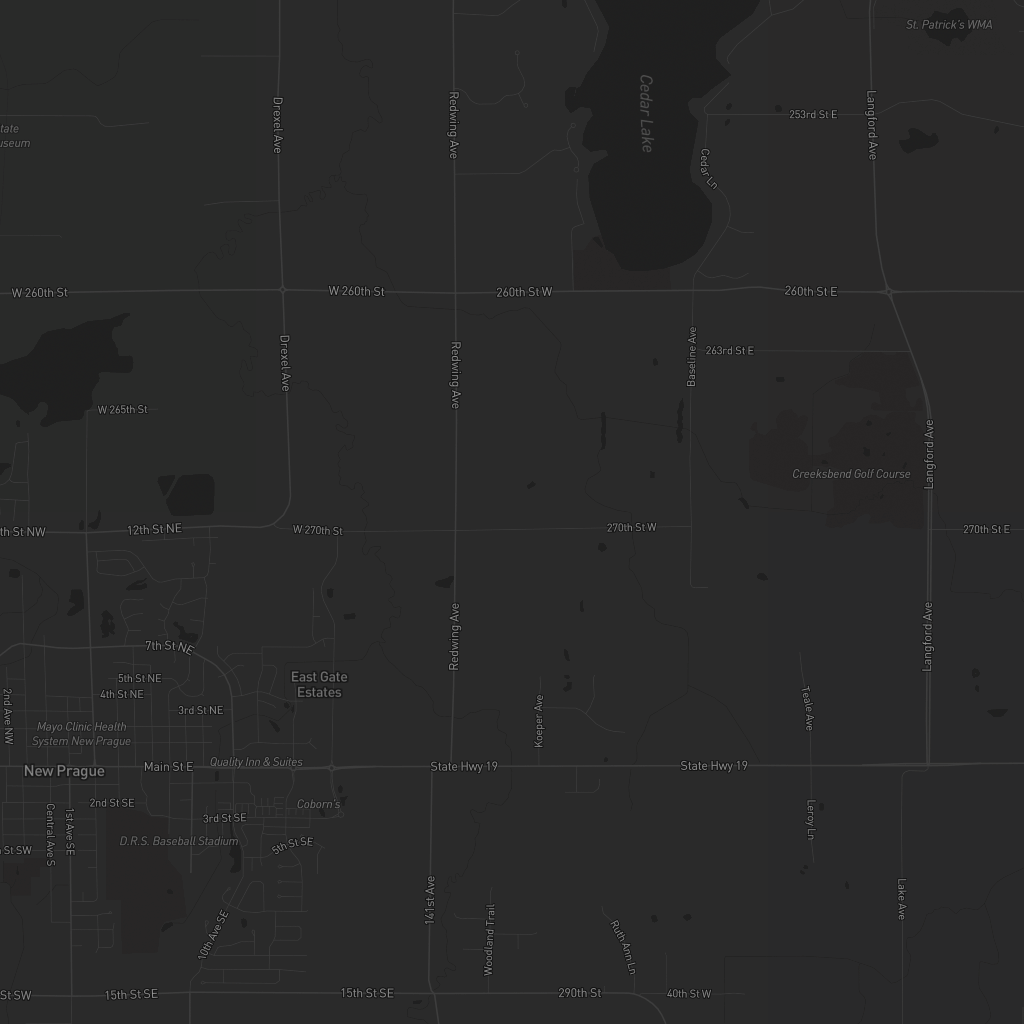 St. Patrick's WMA
Cedar Lake
Drexel Ave
Redwing Ave
Langford Ave
253rd St E
tate
useum
Cedar Ln
W 260th St
W 260th St
260th St W
260th St E
Drexel Ave
Redwing Ave
Baseline Ave
263rd St E
W 265th St
Langford Ave
Creeksbend Golf Course
th St NW
12th St NE
W 270th St
270th St W
270th St E
Redwing Ave
Langford Ave
7th St NE
5th St NE
East Gate
Estates
4th St NE
2nd Ave NW
3rd St NE
Koeper Ave
Teale Ave
Mayo Clinic Health
System New Prague
New Prague
Main St E
Quality Inn & Suites
State Hwy 19
State Hwy 19
2nd St SE
Coborn's
Central Ave S
1st Ave SE
3rd St SE
Leroy Ln
D.R.S. Baseball Stadium
5th St SE
St SW
141st Ave
Lake Ave
10th Ave SE
Woodland Trail
Ruth Ann Ln
St SW
15th St SE
15th St SE
290th St
40th St W